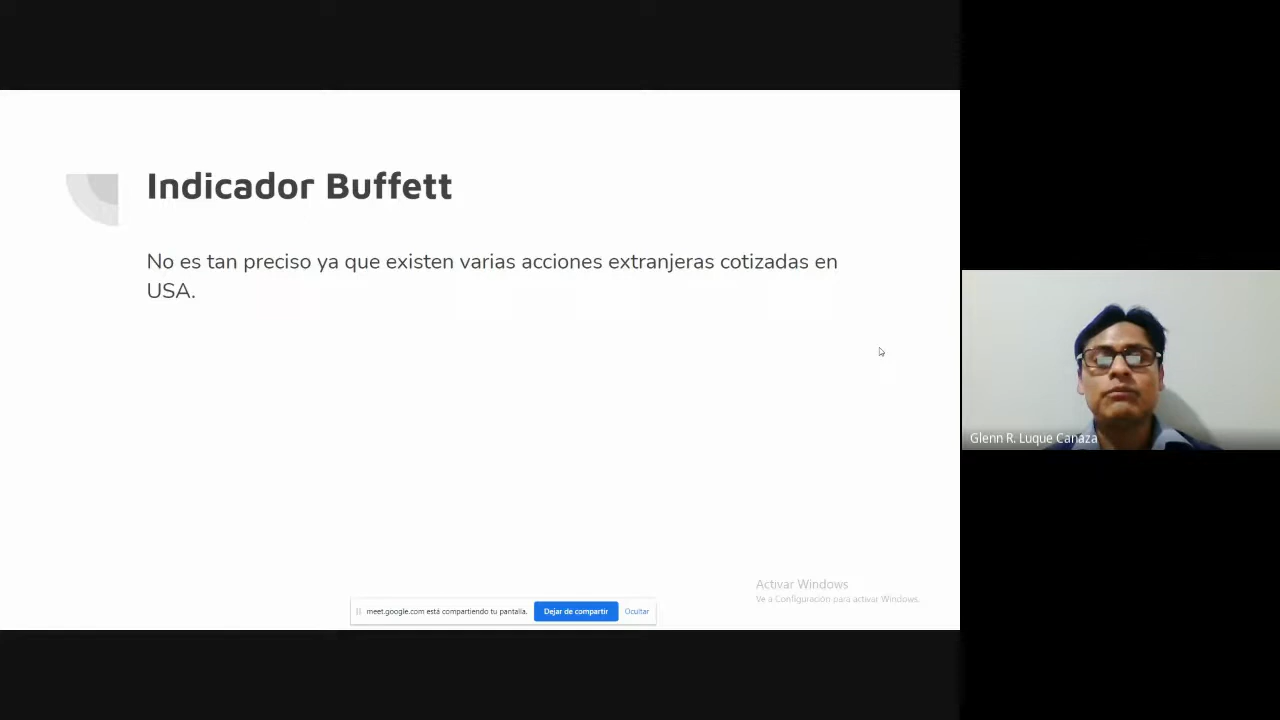 Indicador Buffett
No es tan preciso ya que existen varias acciones extranjeras cotizadas en
USA.
Glenn R. Luque Canaza
Activar Windows
Ve a Configuración para activar Windows.
meet.google.com está compartiendo tu pantalla. Dejar de compartir Ocultar